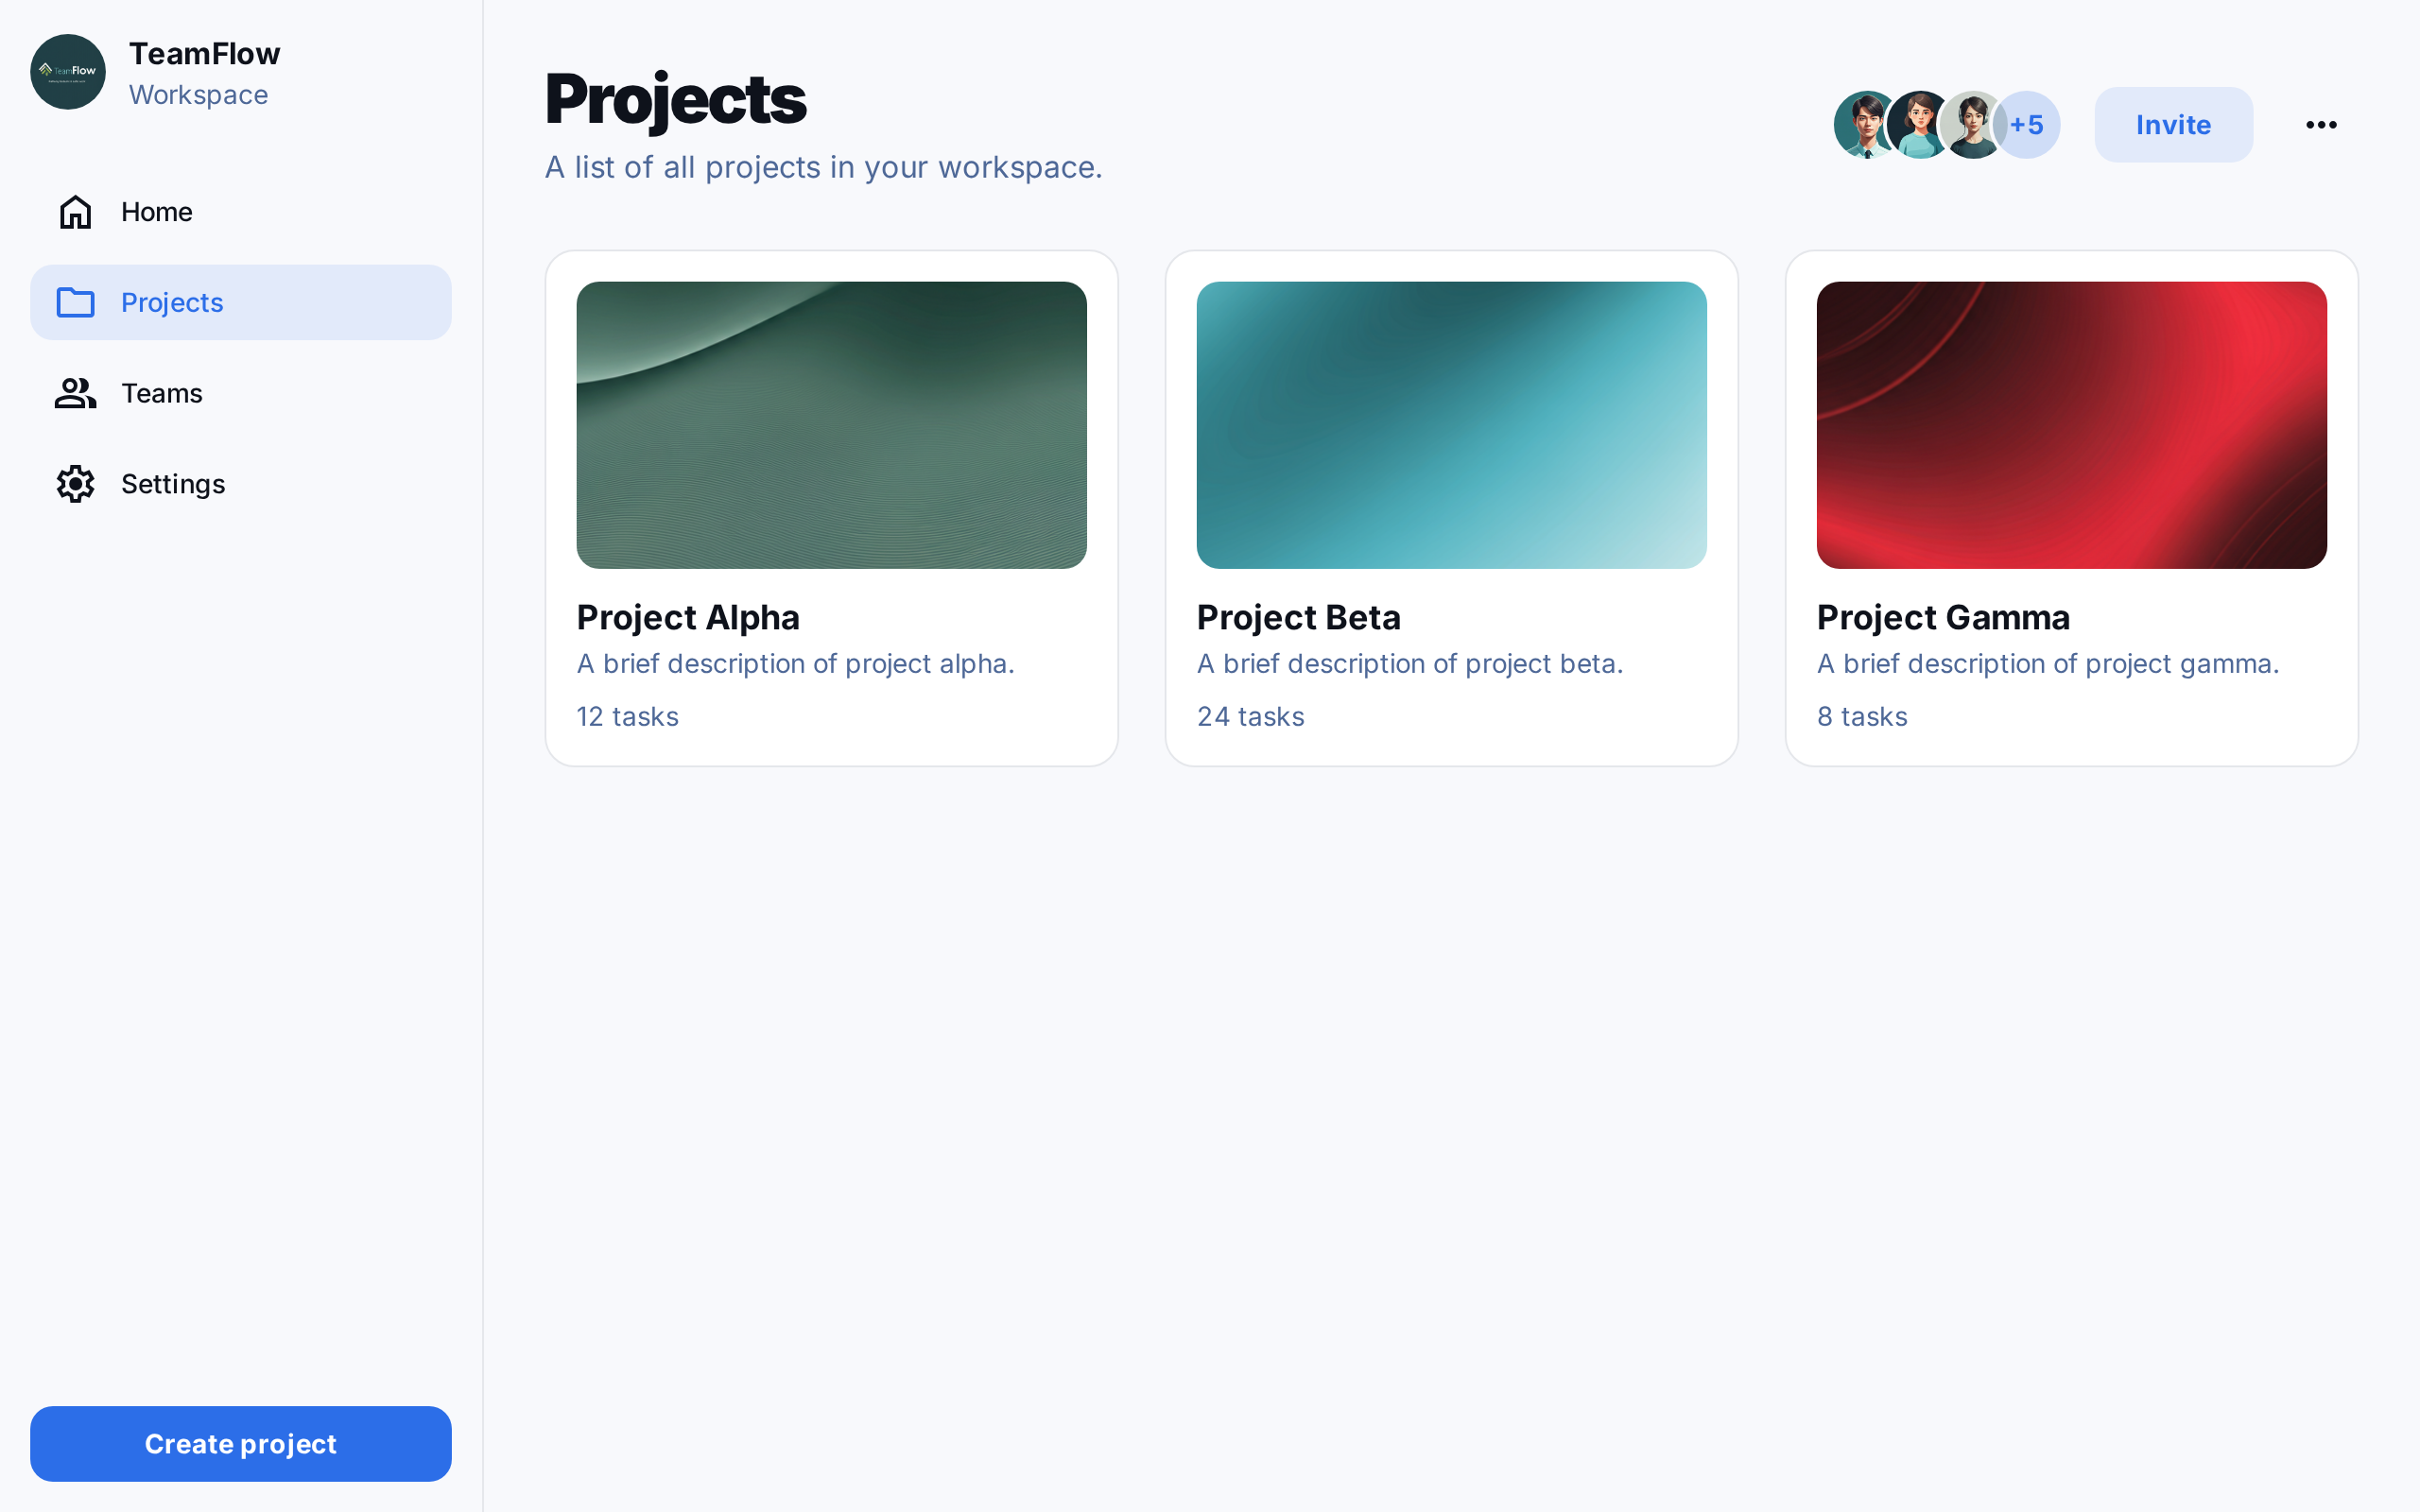 TeamFlow
TeamFlow
Workspace
Home
Projects
Teams
Settings
Create project
Projects
A list of all projects in your workspace.
+5
Invite
Project Alpha
A brief description of project alpha.
12 tasks
Project Beta
A brief description of project beta.
24 tasks
Project Gamma
A brief description of project gamma.
8 tasks